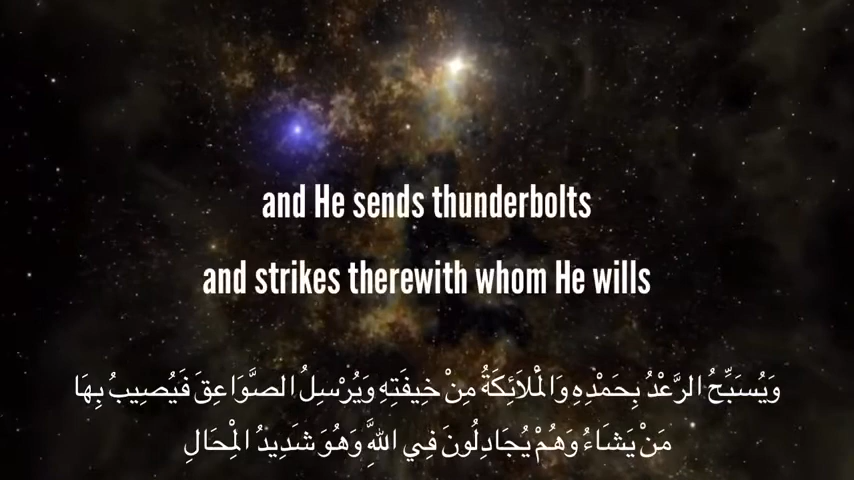 and He sends thunderbolts
and strikes therewith whom He wills
وَيُسَبِّحُ الرَّعْدُ بِحَمْدِهِ وَالْمَلَائِكَةُ مِنْ خِيفَتِهِ وَيُرْسِلُ الصَّوَاعِقَ فَيُصِيبُ بِهَا
مَنْ يَشَاءُ وَهُمْ يُجَادِلُونَ فِي اللَّهِ وَهُوَ شَدِيدُ الْمِحَالِ